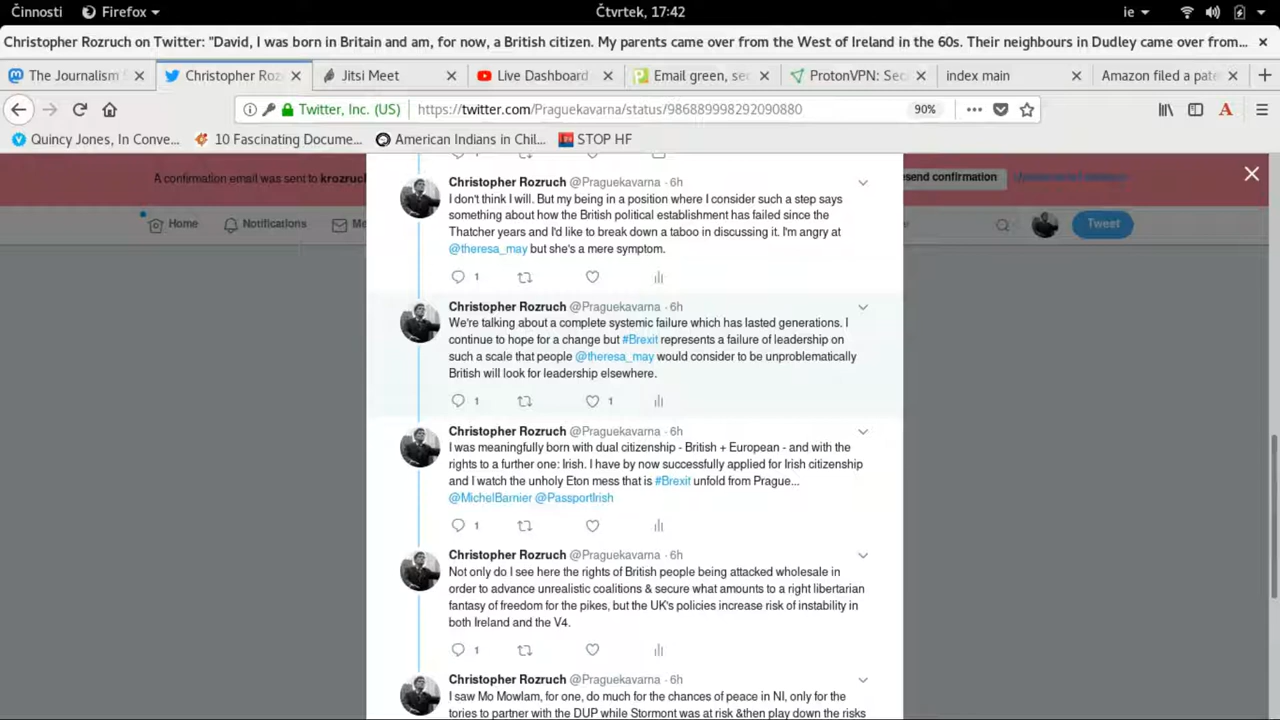 Činnosti
Firefox
Čtvrtek, 17:42
ie
Christopher Rozruch on Twitter: "David, I was born in Britain and am, for now, a British citizen. My parents came over from the West of Ireland in the 60s. Their neighbours in Dudley came over from…
The Journalism
Christopher Roz
Jitsi Meet
Live Dashboard
Email green, sec
ProtonVPN: Sec
index main
Amazon filed a pate
Twitter, Inc. (US)
https://twitter.com/Praguekavarna/status/986889998292090880
90%
Quincy Jones, In Conve…
10 Fascinating Docume…
American Indians in Chil…
STOP HF
A confirmation email was sent to krozruch
send confirmation
Home
Notifications
Tweet
Christopher Rozruch @Praguekavarna · 6h
I don't think I will. But my being in a position where I consider such a step says
something about how the British political establishment has failed since the
Thatcher years and I'd like to break down a taboo in discussing it. I'm angry at
@theresa_may but she's a mere symptom.
1
Christopher Rozruch @Praguekavarna · 6h
We're talking about a complete systemic failure which has lasted generations. I
continue to hope for a change but #Brexit represents a failure of leadership on
such a scale that people @theresa_may would consider to be unproblematically
British will look for leadership elsewhere.
1 1
Christopher Rozruch @Praguekavarna · 6h
I was meaningfully born with dual citizenship - British + European - and with the
rights to a further one: Irish. I have by now successfully applied for Irish citizenship
and I watch the unholy Eton mess that is #Brexit unfold from Prague...
@MichelBarnier @PassportIrish
1
Christopher Rozruch @Praguekavarna · 6h
Not only do I see here the rights of British people being attacked wholesale in
order to advance unrealistic coalitions & secure what amounts to a right libertarian
fantasy of freedom for the pikes, but the UK's policies increase risk of instability in
both Ireland and the V4.
1
Christopher Rozruch @Praguekavarna · 6h
I saw Mo Mowlam, for one, do much for the chances of peace in NI, only for the
tories to partner with the DUP while Stormont was at risk &then play down the risks